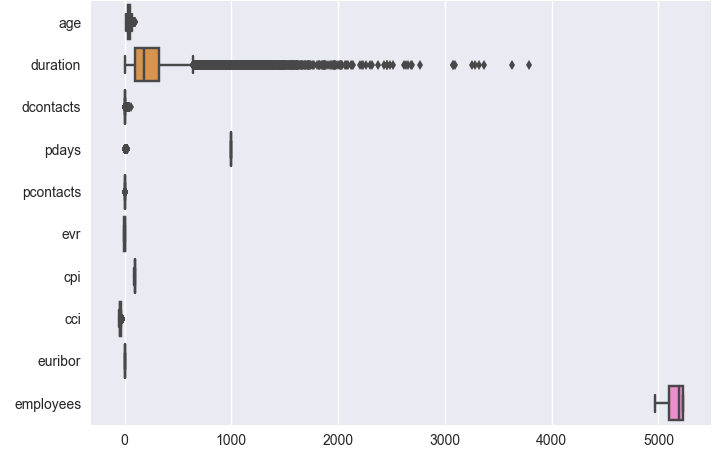 age
duration
dcontacts
pdays
pcontacts
evr
cpi
cci
euribor
employees
0 1000 2000 3000 4000 5000